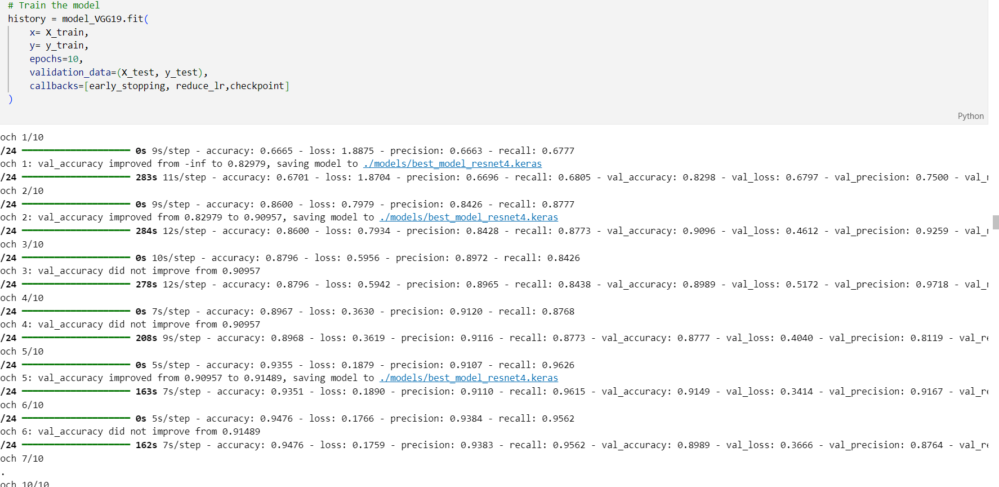 # Train the model
history = model_VGG19.fit(
x= X_train,
y= y_train,
epochs=10,
validation_data=(X_test, y_test),
callbacks=[early_stopping, reduce_lr,checkpoint]
)
Python
och 1/10
/24 ━━━━━━━━━━━━━━━━━━━━ 0s 9s/step - accuracy: 0.6665 - loss: 1.8875 - precision: 0.6663 - recall: 0.6777
och 1: val_accuracy improved from -inf to 0.82979, saving model to ./models/best_model_resnet4.keras
/24 ━━━━━━━━━━━━━━━━━━━━ 283s 11s/step - accuracy: 0.6701 - loss: 1.8704 - precision: 0.6696 - recall: 0.6805 - val_accuracy: 0.8298 - val_loss: 0.6797 - val_precision: 0.7500 - val_r
och 2/10
/24 ━━━━━━━━━━━━━━━━━━━━ 0s 9s/step - accuracy: 0.8600 - loss: 0.7979 - precision: 0.8426 - recall: 0.8777
och 2: val_accuracy improved from 0.82979 to 0.90957, saving model to ./models/best_model_resnet4.keras
/24 ━━━━━━━━━━━━━━━━━━━━ 284s 12s/step - accuracy: 0.8600 - loss: 0.7934 - precision: 0.8428 - recall: 0.8773 - val_accuracy: 0.9096 - val_loss: 0.4612 - val_precision: 0.9259 - val_r
och 3/10
/24 ━━━━━━━━━━━━━━━━━━━━ 0s 10s/step - accuracy: 0.8796 - loss: 0.5956 - precision: 0.8972 - recall: 0.8426
och 3: val_accuracy did not improve from 0.90957
/24 ━━━━━━━━━━━━━━━━━━━━ 278s 12s/step - accuracy: 0.8796 - loss: 0.5942 - precision: 0.8965 - recall: 0.8438 - val_accuracy: 0.8989 - val_loss: 0.5172 - val_precision: 0.9718 - val_r
och 4/10
/24 ━━━━━━━━━━━━━━━━━━━━ 0s 7s/step - accuracy: 0.8967 - loss: 0.3630 - precision: 0.9120 - recall: 0.8768
och 4: val_accuracy did not improve from 0.90957
/24 ━━━━━━━━━━━━━━━━━━━━ 208s 9s/step - accuracy: 0.8968 - loss: 0.3619 - precision: 0.9116 - recall: 0.8773 - val_accuracy: 0.8777 - val_loss: 0.4040 - val_precision: 0.8119 - val_re
och 5/10
/24 ━━━━━━━━━━━━━━━━━━━━ 0s 5s/step - accuracy: 0.9355 - loss: 0.1879 - precision: 0.9107 - recall: 0.9626
och 5: val_accuracy improved from 0.90957 to 0.91489, saving model to ./models/best_model_resnet4.keras
/24 ━━━━━━━━━━━━━━━━━━━━ 163s 7s/step - accuracy: 0.9351 - loss: 0.1890 - precision: 0.9110 - recall: 0.9615 - val_accuracy: 0.9149 - val_loss: 0.3414 - val_precision: 0.9167 - val_re
och 6/10
/24 ━━━━━━━━━━━━━━━━━━━━ 0s 5s/step - accuracy: 0.9476 - loss: 0.1766 - precision: 0.9384 - recall: 0.9562
och 6: val_accuracy did not improve from 0.91489
/24 ━━━━━━━━━━━━━━━━━━━━ 162s 7s/step - accuracy: 0.9476 - loss: 0.1759 - precision: 0.9383 - recall: 0.9562 - val_accuracy: 0.8989 - val_loss: 0.3666 - val_precision: 0.8764 - val_re
och 7/10
.
och 10/10